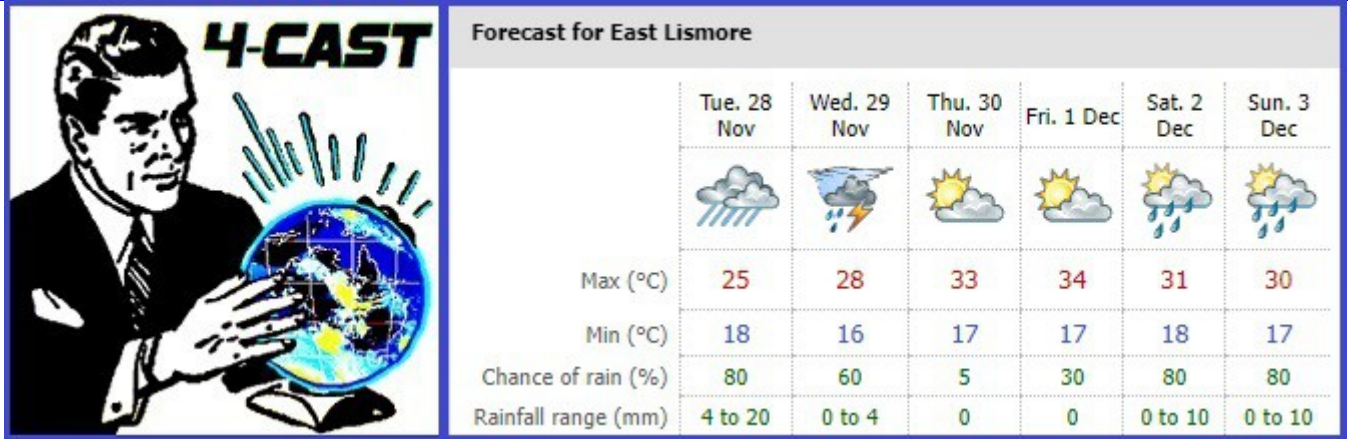 4-CAST
Forecast for East Lismore
Tue. 28 Nov Wed. 29 Nov Thu. 30 Nov Fri. 1 Dec Sat. 2 Dec Sun. 3 Dec
Max (°C) 25 28 33 34 31 30
Min (°C) 18 16 17 17 18 17
Chance of rain (%) 80 60 5 30 80 80
Rainfall range (mm) 4 to 20 0 to 4 0 0 0 to 10 0 to 10